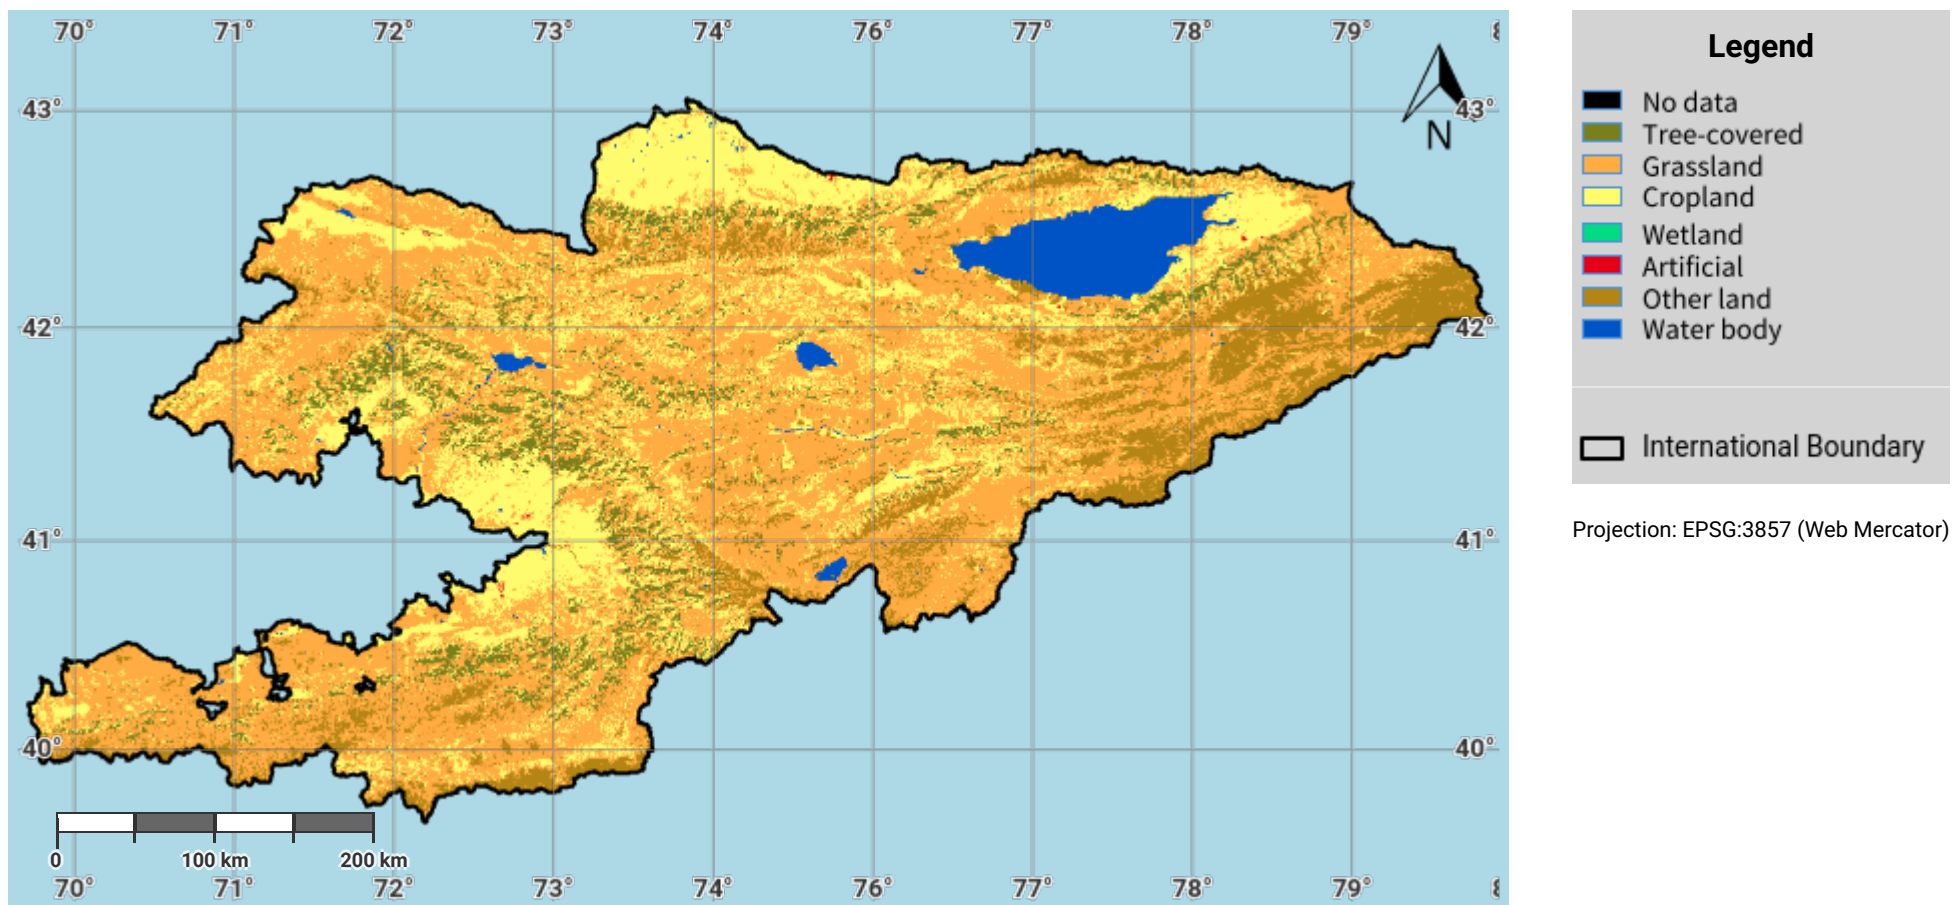 70° 71° 72° 73° 74° 76° 77° 78° 79° 8
43° 43°
42° 42°
41° 41°
40° 40°
N
0 100 km 200 km
70° 71° 72° 73° 74° 76° 77° 78° 79° 8
Legend
No data
Tree-covered
Grassland
Cropland
Wetland
Artificial
Other land
Water body
International Boundary
Projection: EPSG:3857 (Web Mercator)